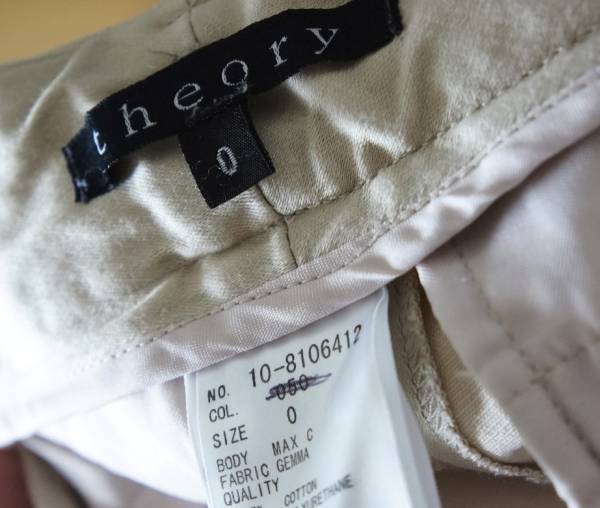 theory
0
NO. 10-8106412
COL. 050
SIZE 0
BODY MAX C
FABRIC GEMMA
QUALITY
COTTON